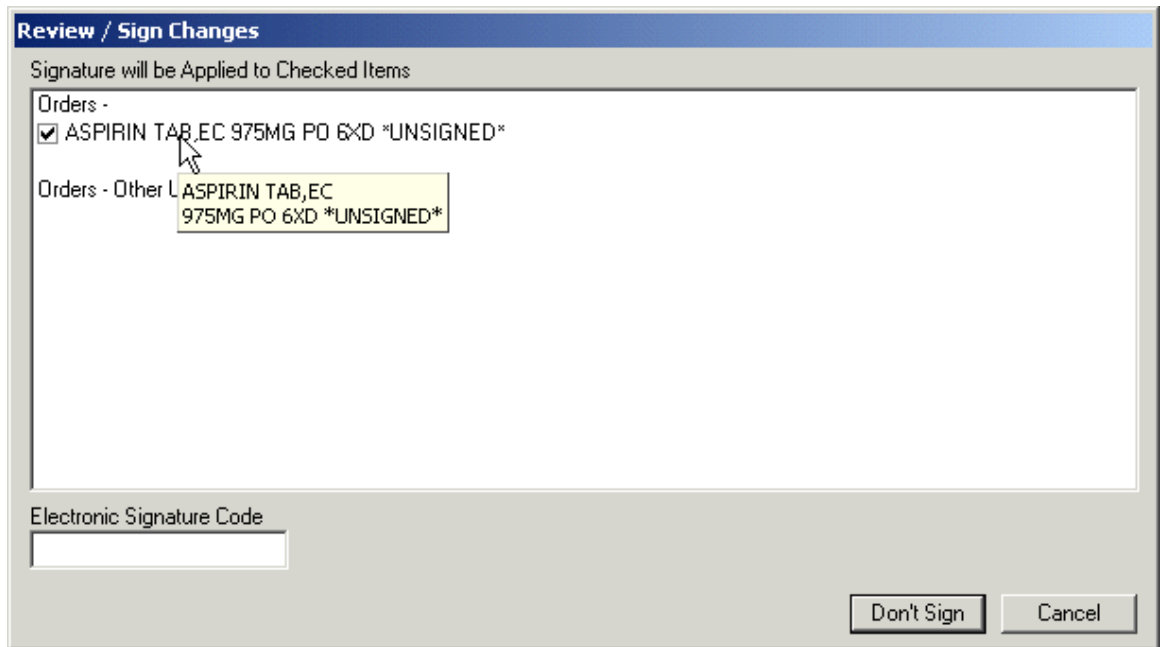 Review / Sign Changes
Signature will be Applied to Checked Items
Orders -
ASPIRIN TAB,EC 975MG PO 6XD *UNSIGNED*
Orders - Other
ASPIRIN TAB,EC
975MG PO 6XD *UNSIGNED*
Electronic Signature Code
Don't Sign
Cancel